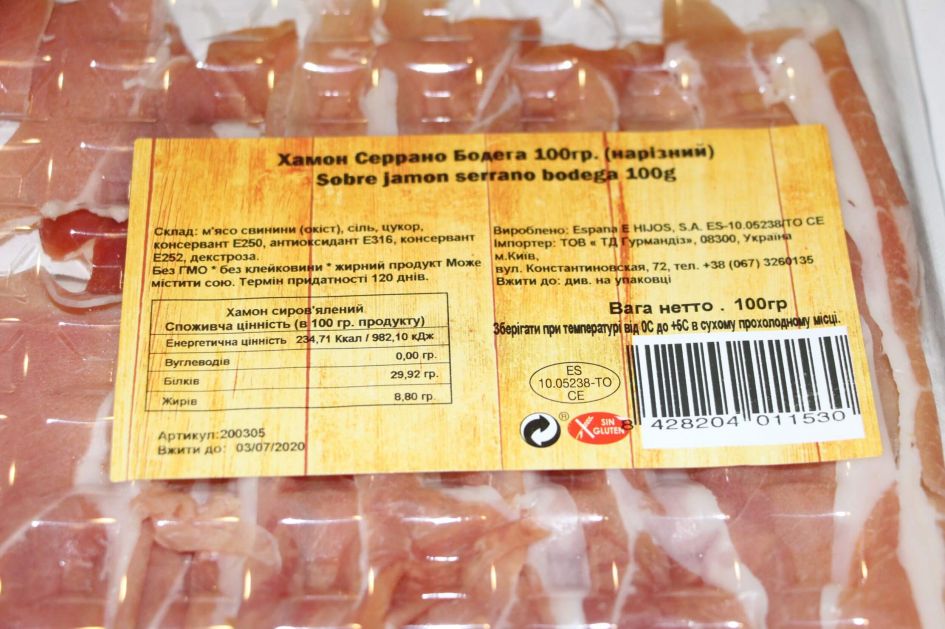 Хамон Серрано Бодега 100гр. (нарізний)
Sobre jamon serrano bodega 100g
Склад: м'ясо свинини (окіст), сіль, цукор,
консервант Е250, антиоксидант Е316, консервант
Е252, декстроза.
Без ГМО * без клейковини * жирний продукт Може
містити сою. Термін придатності 120 днів.
Хамон сиров'ялений
Споживча цінність (в 100 гр. продукту)
Енергетична цінність 234,71 Ккал / 982,10 кДж
Вуглеводів 0,00 гр.
Білків 29,92 гр.
Жирів 8,80 гр.
Артикул:200305
Вжити до: 03/07/2020
Вироблено: Espana E HIJOS, S.A. ES-10.05238/TO CE
Імпортер: ТОВ « ТД Гурмандіз», 08300, Україна
м.Київ,
вул. Константиновская, 72, тел. +38 (067) 3260135
Вжити до: див. на упаковці
Вага нетто . 100гр
Зберігати при температурі від 0С до +6С в сухому прохолодному місці.
ES
10.05238-TO
CE
®
SIN
GLUTEN
8 428204 011530